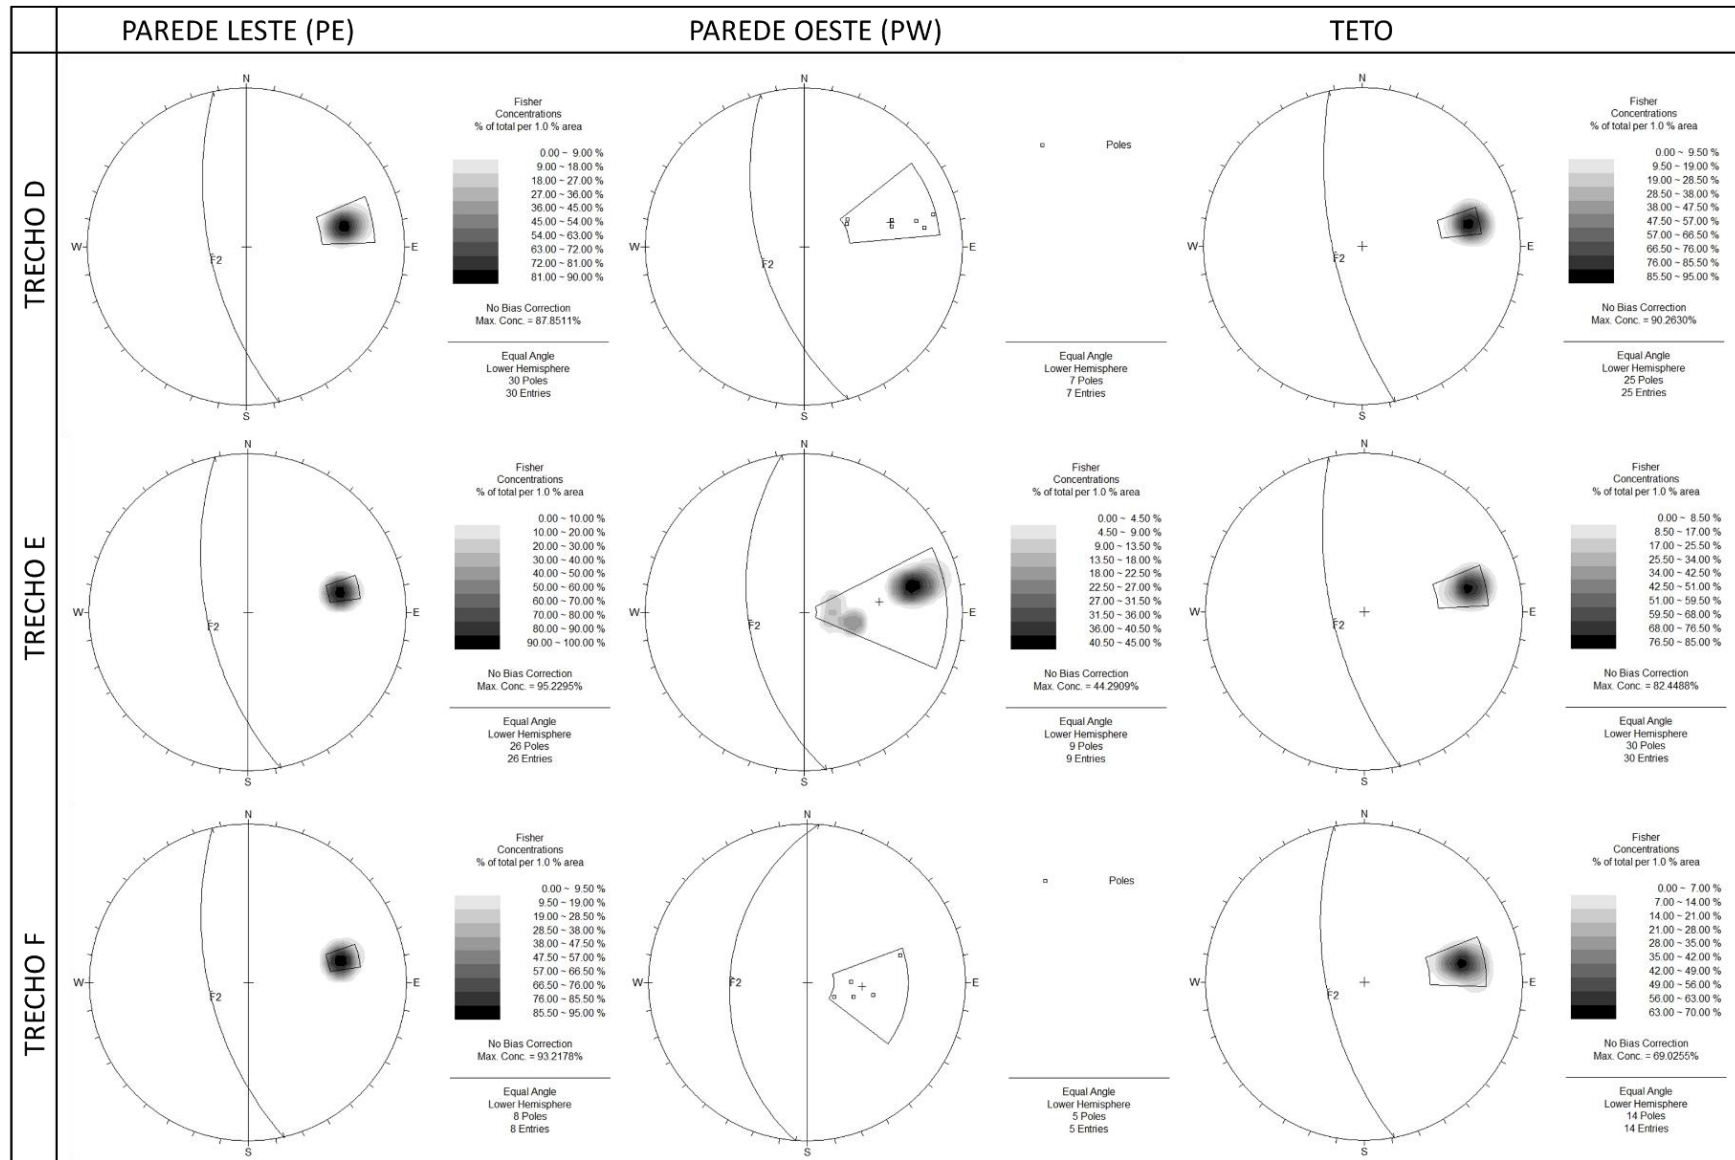 PAREDE LESTE (PE)
PAREDE OESTE (PW)
TETO
TRECHO D
N
W
E
S
F2
Fisher
Concentrations
% of total per 1.0 % area
0.00 ~ 9.00 %
9.00 ~ 18.00 %
18.00 ~ 27.00 %
27.00 ~ 36.00 %
36.00 ~ 45.00 %
45.00 ~ 54.00 %
54.00 ~ 63.00 %
63.00 ~ 72.00 %
72.00 ~ 81.00 %
81.00 ~ 90.00 %
No Bias Correction
Max. Conc. = 87.8511%
Equal Angle
Lower Hemisphere
30 Poles
30 Entries
N
W
E
S
F2
Poles
Equal Angle
Lower Hemisphere
7 Poles
7 Entries
N
W
E
S
F2
Fisher
Concentrations
% of total per 1.0 % area
0.00 ~ 9.50 %
9.50 ~ 19.00 %
19.00 ~ 28.50 %
28.50 ~ 38.00 %
38.00 ~ 47.50 %
47.50 ~ 57.00 %
57.00 ~ 66.50 %
66.50 ~ 76.00 %
76.00 ~ 85.50 %
85.50 ~ 95.00 %
No Bias Correction
Max. Conc. = 90.2630%
Equal Angle
Lower Hemisphere
25 Poles
25 Entries
TRECHO E
N
W
E
S
F2
Fisher
Concentrations
% of total per 1.0 % area
0.00 ~ 10.00 %
10.00 ~ 20.00 %
20.00 ~ 30.00 %
30.00 ~ 40.00 %
40.00 ~ 50.00 %
50.00 ~ 60.00 %
60.00 ~ 70.00 %
70.00 ~ 80.00 %
80.00 ~ 90.00 %
90.00 ~ 100.00 %
No Bias Correction
Max. Conc. = 95.2295%
Equal Angle
Lower Hemisphere
26 Poles
26 Entries
N
W
E
S
F2
Fisher
Concentrations
% of total per 1.0 % area
0.00 ~ 4.50 %
4.50 ~ 9.00 %
9.00 ~ 13.50 %
13.50 ~ 18.00 %
18.00 ~ 22.50 %
22.50 ~ 27.00 %
27.00 ~ 31.50 %
31.50 ~ 36.00 %
36.00 ~ 40.50 %
40.50 ~ 45.00 %
No Bias Correction
Max. Conc. = 44.2909%
Equal Angle
Lower Hemisphere
9 Poles
9 Entries
N
W
E
S
F2
Fisher
Concentrations
% of total per 1.0 % area
0.00 ~ 8.50 %
8.50 ~ 17.00 %
17.00 ~ 25.50 %
25.50 ~ 34.00 %
34.00 ~ 42.50 %
42.50 ~ 51.00 %
51.00 ~ 59.50 %
59.50 ~ 68.00 %
68.00 ~ 76.50 %
76.50 ~ 85.00 %
No Bias Correction
Max. Conc. = 82.4488%
Equal Angle
Lower Hemisphere
30 Poles
30 Entries
TRECHO F
N
W
E
S
F2
Fisher
Concentrations
% of total per 1.0 % area
0.00 ~ 9.50 %
9.50 ~ 19.00 %
19.00 ~ 28.50 %
28.50 ~ 38.00 %
38.00 ~ 47.50 %
47.50 ~ 57.00 %
57.00 ~ 66.50 %
66.50 ~ 76.00 %
76.00 ~ 85.50 %
85.50 ~ 95.00 %
No Bias Correction
Max. Conc. = 93.2178%
Equal Angle
Lower Hemisphere
8 Poles
8 Entries
N
W
E
S
F2
Poles
Equal Angle
Lower Hemisphere
5 Poles
5 Entries
N
W
E
S
F2
Fisher
Concentrations
% of total per 1.0 % area
0.00 ~ 7.00 %
7.00 ~ 14.00 %
14.00 ~ 21.00 %
21.00 ~ 28.00 %
28.00 ~ 35.00 %
35.00 ~ 42.00 %
42.00 ~ 49.00 %
49.00 ~ 56.00 %
56.00 ~ 63.00 %
63.00 ~ 70.00 %
No Bias Correction
Max. Conc. = 69.0255%
Equal Angle
Lower Hemisphere
14 Poles
14 Entries